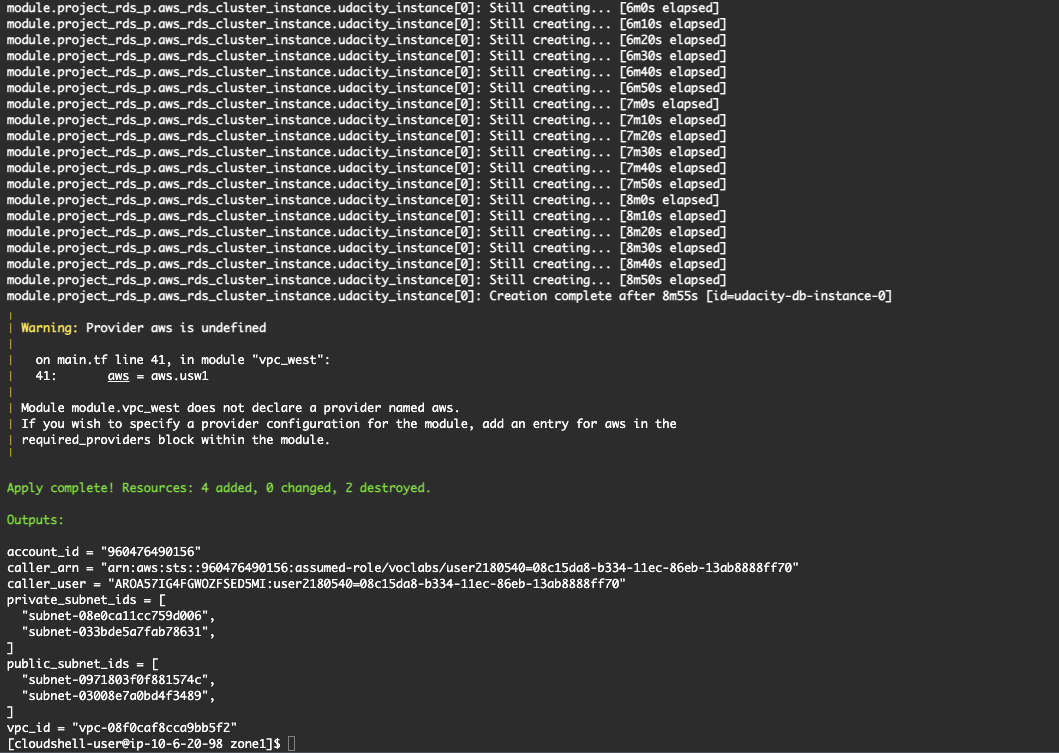 module.project_rds_p.aws_rds_cluster_instance.udacity_instance[0]: Still creating... [6m0s elapsed]
module.project_rds_p.aws_rds_cluster_instance.udacity_instance[0]: Still creating... [6m10s elapsed]
module.project_rds_p.aws_rds_cluster_instance.udacity_instance[0]: Still creating... [6m20s elapsed]
module.project_rds_p.aws_rds_cluster_instance.udacity_instance[0]: Still creating... [6m30s elapsed]
module.project_rds_p.aws_rds_cluster_instance.udacity_instance[0]: Still creating... [6m40s elapsed]
module.project_rds_p.aws_rds_cluster_instance.udacity_instance[0]: Still creating... [6m50s elapsed]
module.project_rds_p.aws_rds_cluster_instance.udacity_instance[0]: Still creating... [7m0s elapsed]
module.project_rds_p.aws_rds_cluster_instance.udacity_instance[0]: Still creating... [7m10s elapsed]
module.project_rds_p.aws_rds_cluster_instance.udacity_instance[0]: Still creating... [7m20s elapsed]
module.project_rds_p.aws_rds_cluster_instance.udacity_instance[0]: Still creating... [7m30s elapsed]
module.project_rds_p.aws_rds_cluster_instance.udacity_instance[0]: Still creating... [7m40s elapsed]
module.project_rds_p.aws_rds_cluster_instance.udacity_instance[0]: Still creating... [7m50s elapsed]
module.project_rds_p.aws_rds_cluster_instance.udacity_instance[0]: Still creating... [8m0s elapsed]
module.project_rds_p.aws_rds_cluster_instance.udacity_instance[0]: Still creating... [8m10s elapsed]
module.project_rds_p.aws_rds_cluster_instance.udacity_instance[0]: Still creating... [8m20s elapsed]
module.project_rds_p.aws_rds_cluster_instance.udacity_instance[0]: Still creating... [8m30s elapsed]
module.project_rds_p.aws_rds_cluster_instance.udacity_instance[0]: Still creating... [8m40s elapsed]
module.project_rds_p.aws_rds_cluster_instance.udacity_instance[0]: Still creating... [8m50s elapsed]
module.project_rds_p.aws_rds_cluster_instance.udacity_instance[0]: Creation complete after 8m55s [id=udacity-db-instance-0]
Warning: Provider aws is undefined
on main.tf line 41, in module "vpc_west":
41: aws = aws.usw1
Module module.vpc_west does not declare a provider named aws.
If you wish to specify a provider configuration for the module, add an entry for aws in the
required_providers block within the module.
Apply complete! Resources: 4 added, 0 changed, 2 destroyed.
Outputs:
account_id = "960476490156"
caller_arn = "arn:aws:sts::960476490156:assumed-role/voclabs/user2180540=08c15da8-b334-11ec-86eb-13ab8888ff70"
caller_user = "AROA57IG4FGWOZFSED5MI:user2180540=08c15da8-b334-11ec-86eb-13ab8888ff70"
private_subnet_ids = [
"subnet-08e0ca11cc759d006",
"subnet-033bde5a7fab78631",
]
public_subnet_ids = [
"subnet-0971803f0f881574c",
"subnet-03008e7a0bd4f3489",
]
vpc_id = "vpc-08f0caf8cca9bb5f2"
[cloudshell-user@ip-10-6-20-98 zone1]$